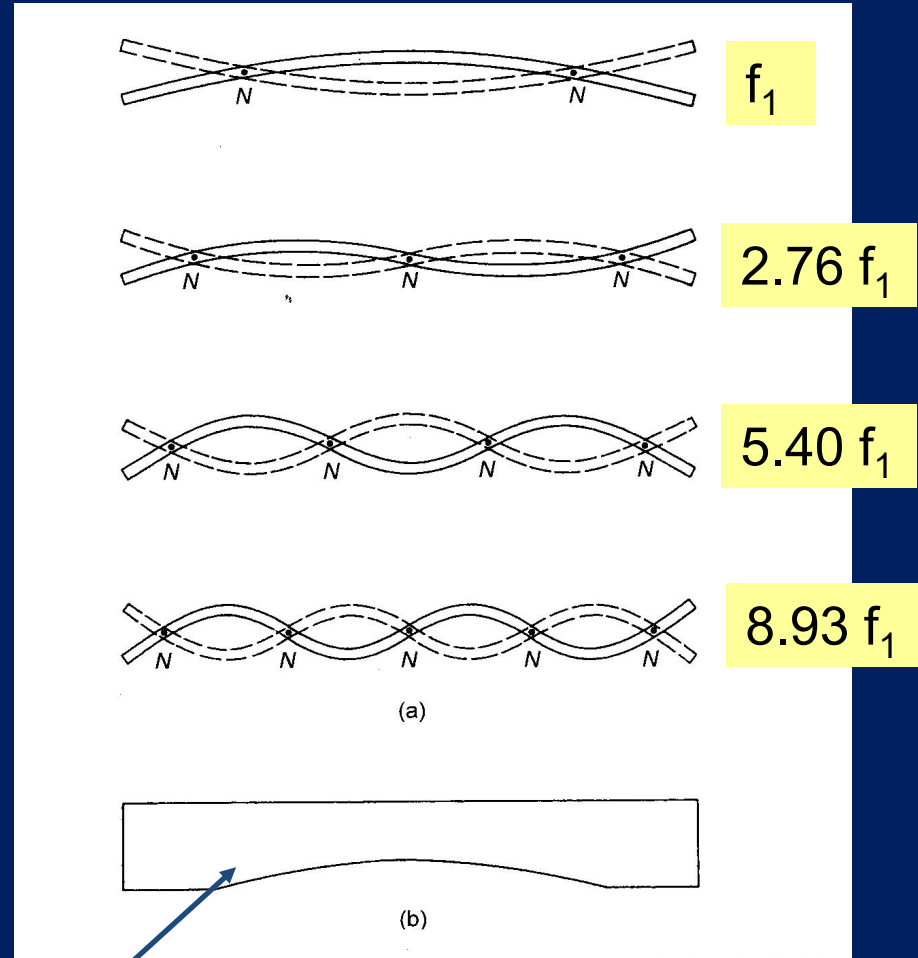 f₁
N N
2.76 f₁
N N N
5.40 f₁
N N N N
8.93 f₁
N N N N N
(a)
(b)